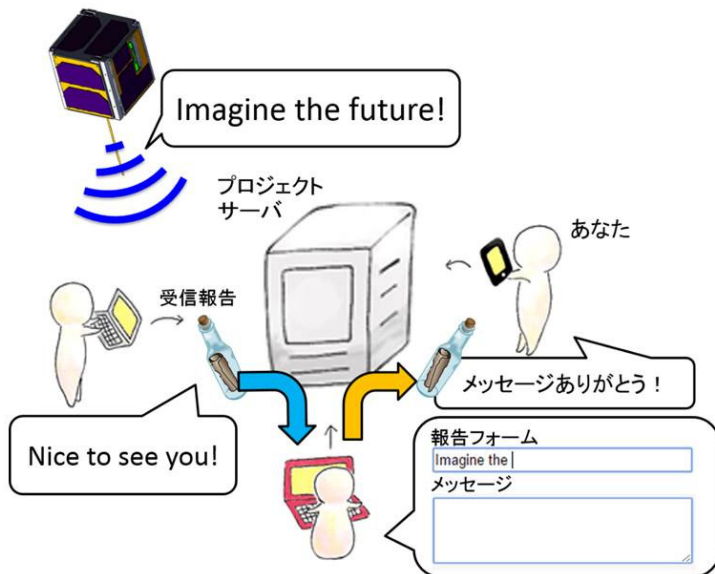 Imagine the future!
プロジェクト
サーバ
あなた
受信報告
メッセージありがとう！
Nice to see you!
報告フォーム
Imagine the
メッセージ